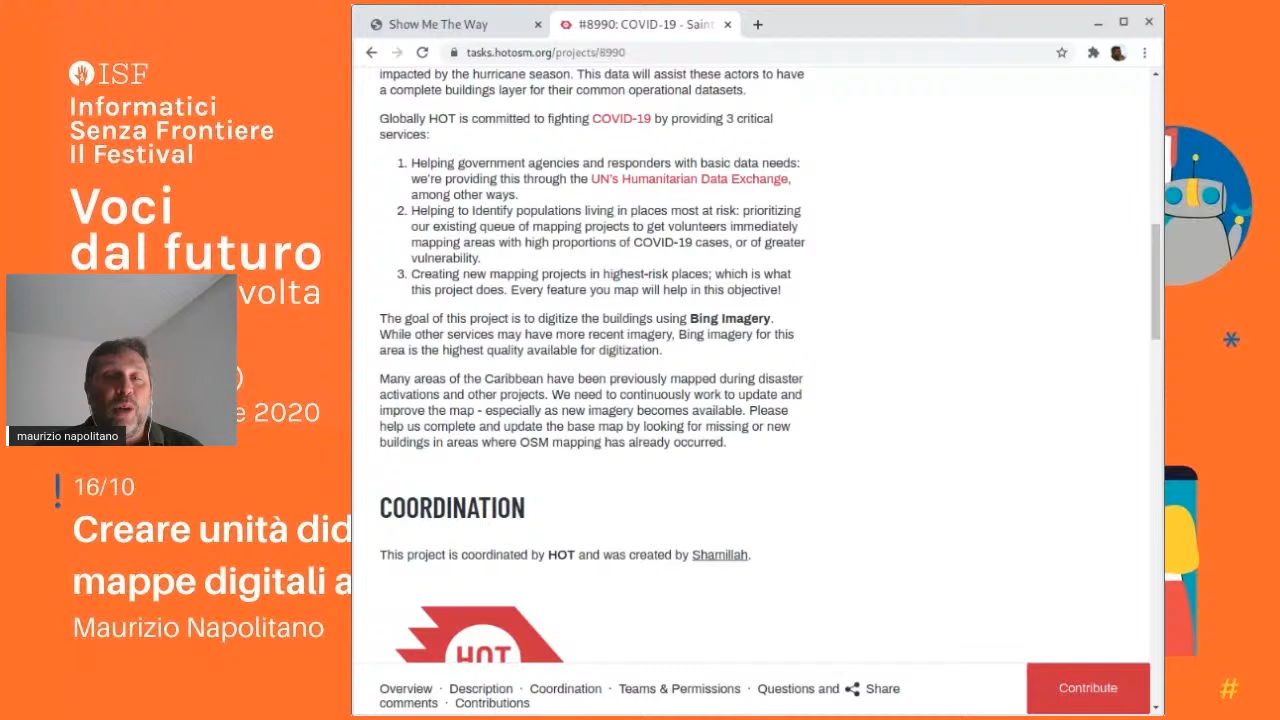 ISF
Informatici
Senza Frontiere
Il Festival
Voci
dal futuro
volta
)
e 2020
maurizio napolitano
16/10
Creare unità did
mappe digitali a
Maurizio Napolitano
Show Me The Way
#8990: COVID-19 - Saint
tasks.hotosm.org/projects/8990
impacted by the hurricane season. This data will assist these actors to have
a complete buildings layer for their common operational datasets.
Globally HOT is committed to fighting COVID-19 by providing 3 critical
services:
1. Helping government agencies and responders with basic data needs:
we're providing this through the UN's Humanitarian Data Exchange,
among other ways.
2. Helping to Identify populations living in places most at risk: prioritizing
our existing queue of mapping projects to get volunteers immediately
mapping areas with high proportions of COVID-19 cases, or of greater
vulnerability.
3. Creating new mapping projects in highest-risk places; which is what
this project does. Every feature you map will help in this objective!
The goal of this project is to digitize the buildings using Bing Imagery.
While other services may have more recent imagery, Bing imagery for this
area is the highest quality available for digitization.
Many areas of the Caribbean have been previously mapped during disaster
activations and other projects. We need to continuously work to update and
improve the map - especially as new imagery becomes available. Please
help us complete and update the base map by looking for missing or new
buildings in areas where OSM mapping has already occurred.
COORDINATION
This project is coordinated by HOT and was created by Shamillah.
HOT
Overview · Description · Coordination · Teams & Permissions · Questions and
comments · Contributions
Share
Contribute
#